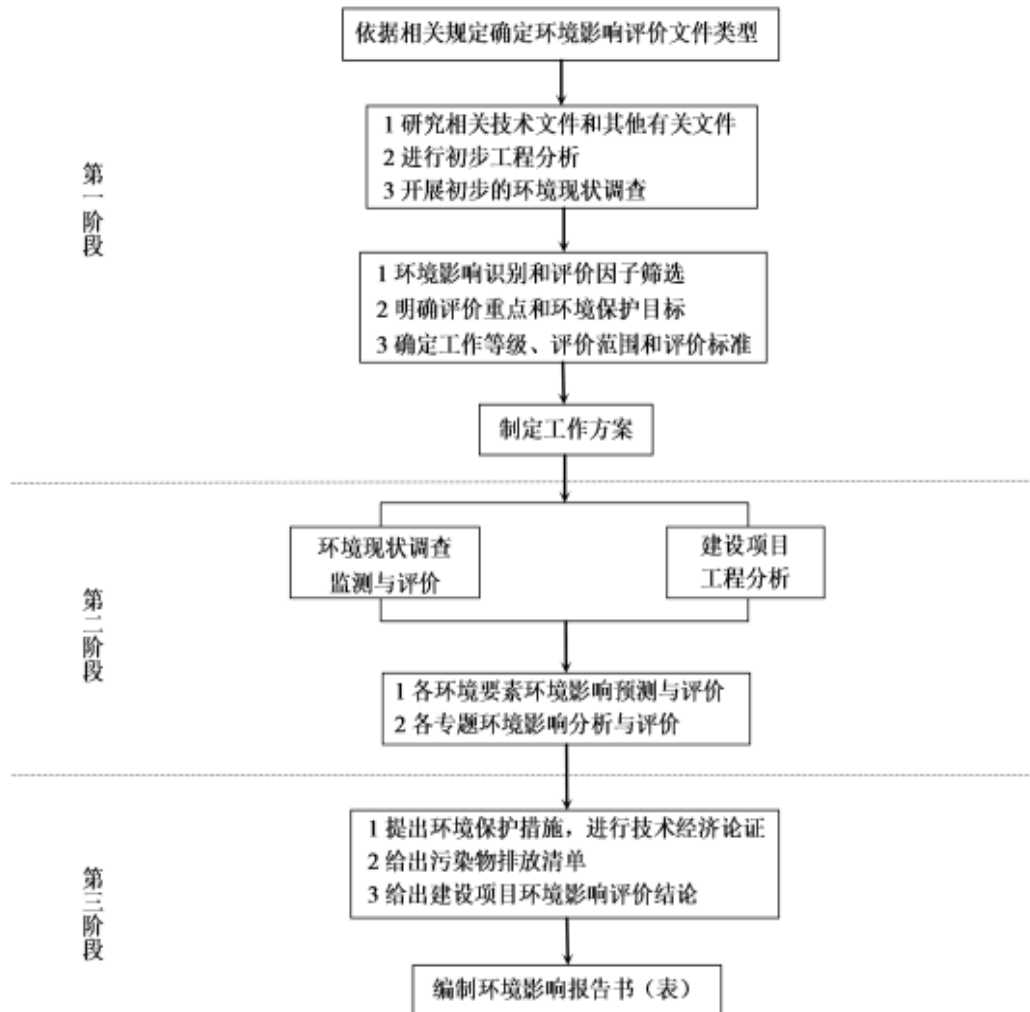 依据相关规定确定环境影响评价文件类型
1 研究相关技术文件和其他有关文件
2 进行初步工程分析
3 开展初步的环境现状调查
第一阶段
1 环境影响识别和评价因子筛选
2 明确评价重点和环境保护目标
3 确定工作等级、评价范围和评价标准
制定工作方案
环境现状调查
监测与评价
建设项目
工程分析
第二阶段
1 各环境要素环境影响预测与评价
2 各专题环境影响分析与评价
1 提出环境保护措施，进行技术经济论证
2 给出污染物排放清单
3 给出建设项目环境影响评价结论
第三阶段
编制环境影响报告书（表）